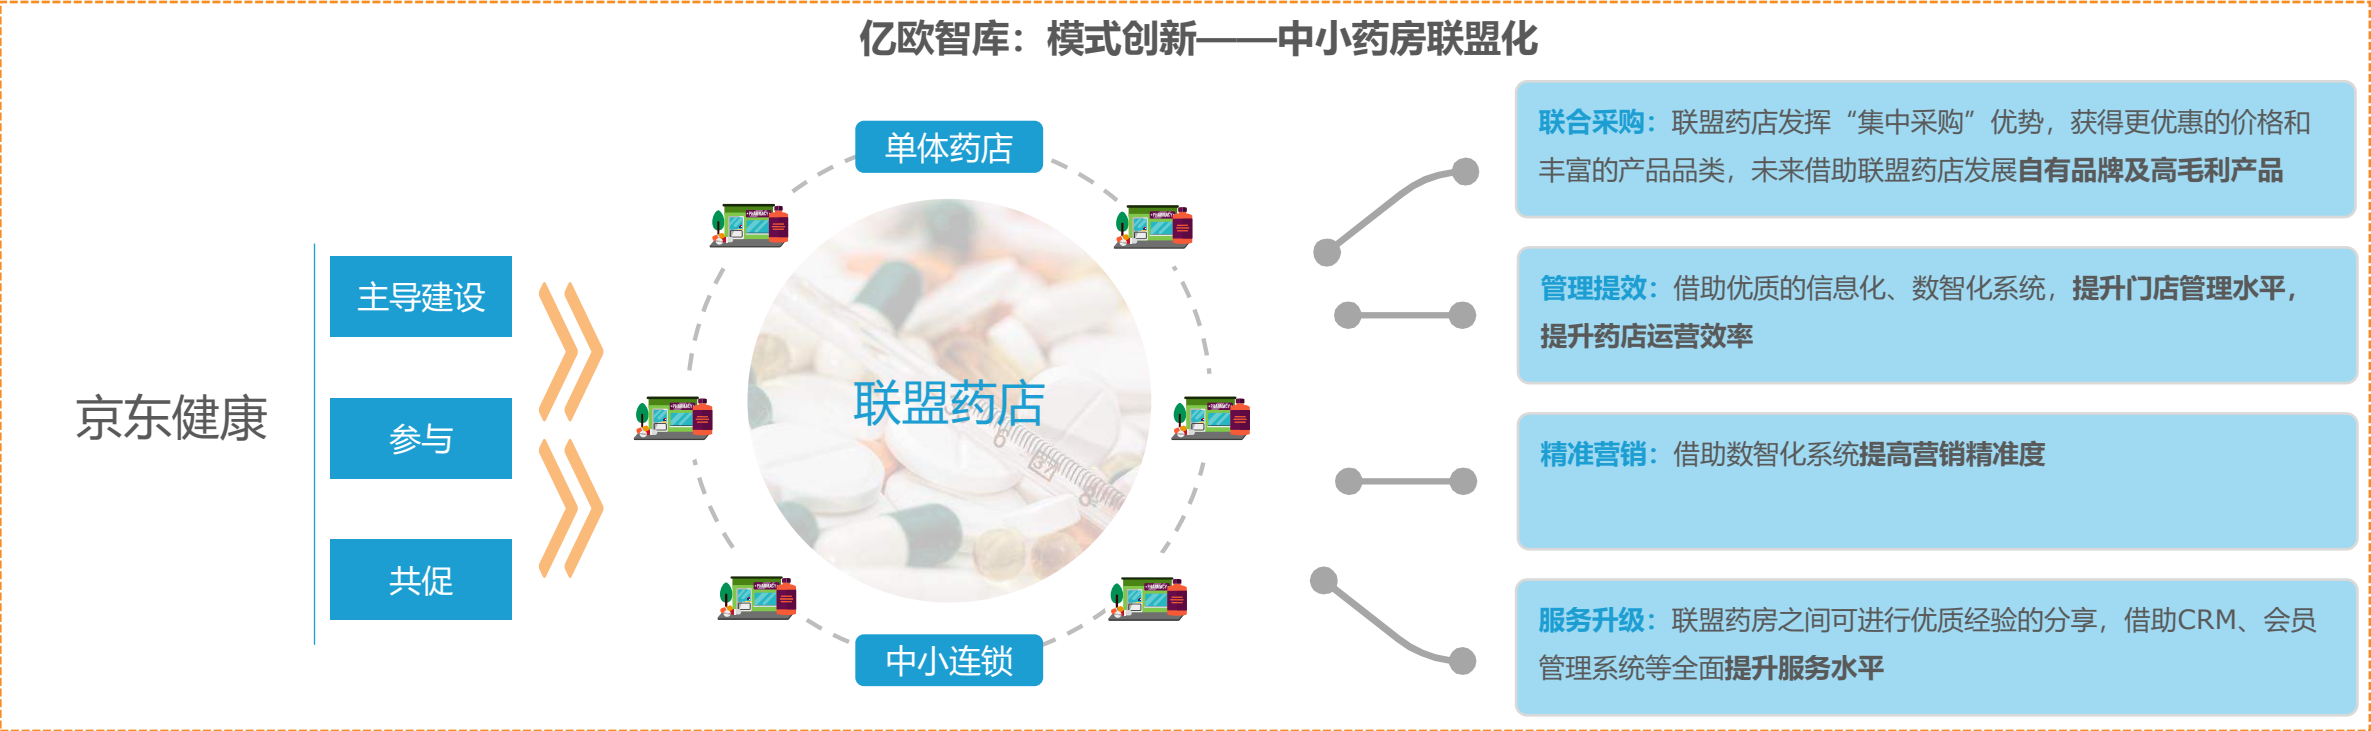 亿欧智库：模式创新——中小药房联盟化
京东健康
主导建设
参与
共促
单体药店
联盟药店
中小连锁
联合采购：联盟药店发挥“集中采购”优势，获得更优惠的价格和
丰富的产品品类，未来借助联盟药店发展自有品牌及高毛利产品
管理提效：借助优质的信息化、数智化系统，提升门店管理水平，
提升药店运营效率
精准营销：借助数智化系统提高营销精准度
服务升级：联盟药房之间可进行优质经验的分享，借助CRM、会员
管理系统等全面提升服务水平